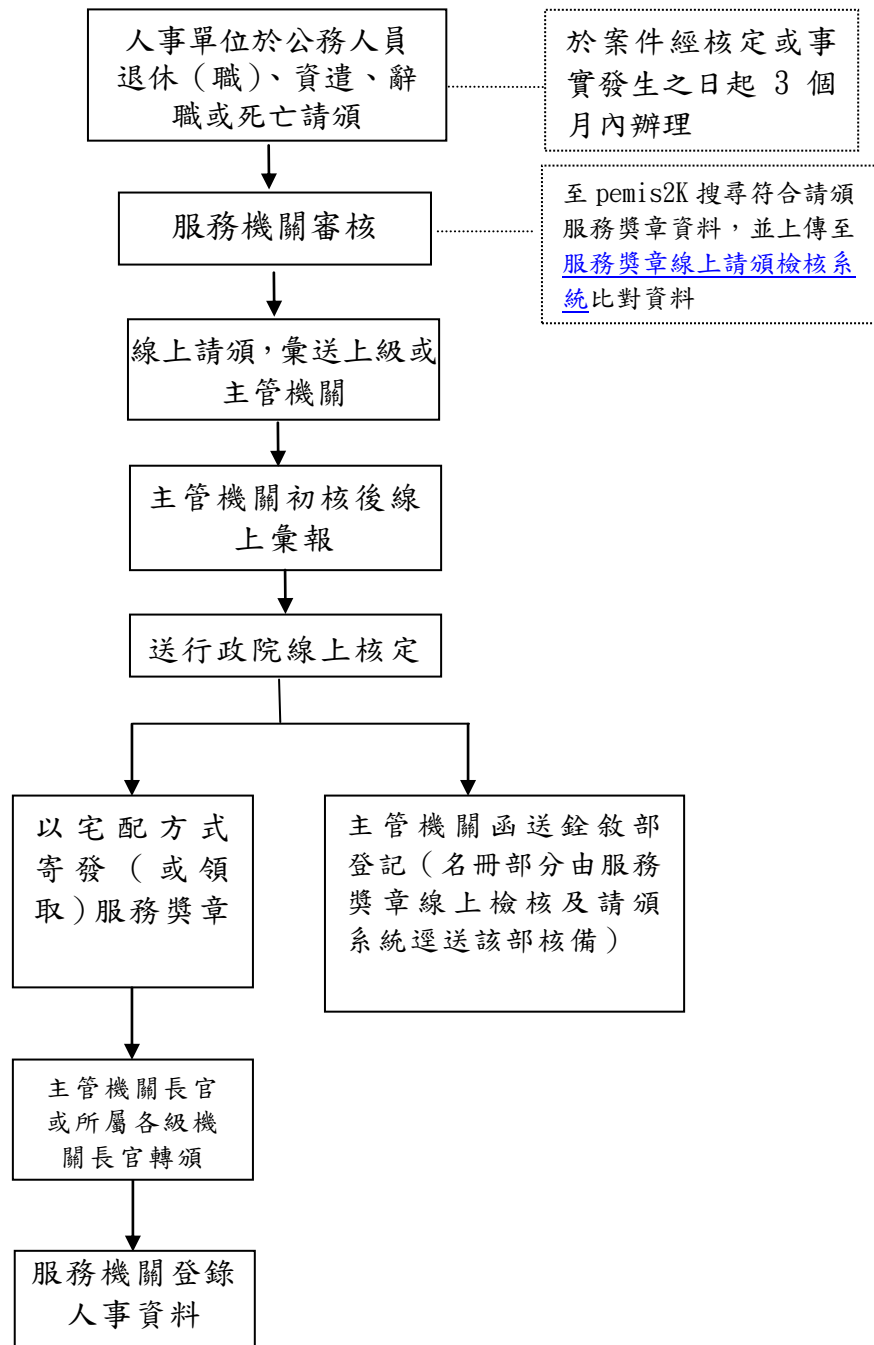 人事單位於公務人員
退休（職）、資遣、辭
職或死亡請頒
於案件經核定或事
實發生之日起 3 個
月內辦理
服務機關審核
至 pemis2K 搜尋符合請頒
服務獎章資料，並上傳至
服務獎章線上請頒檢核系
統比對資料
線上請頒，彙送上級或
主管機關
主管機關初核後線
上彙報
送行政院線上核定
以宅配方式
寄發（或領
取）服務獎章
主管機關函送銓敘部
登記（名冊部分由服務
獎章線上檢核及請頒
系統逕送該部核備）
主管機關長官
或所屬各級機
關長官轉頒
服務機關登錄
人事資料